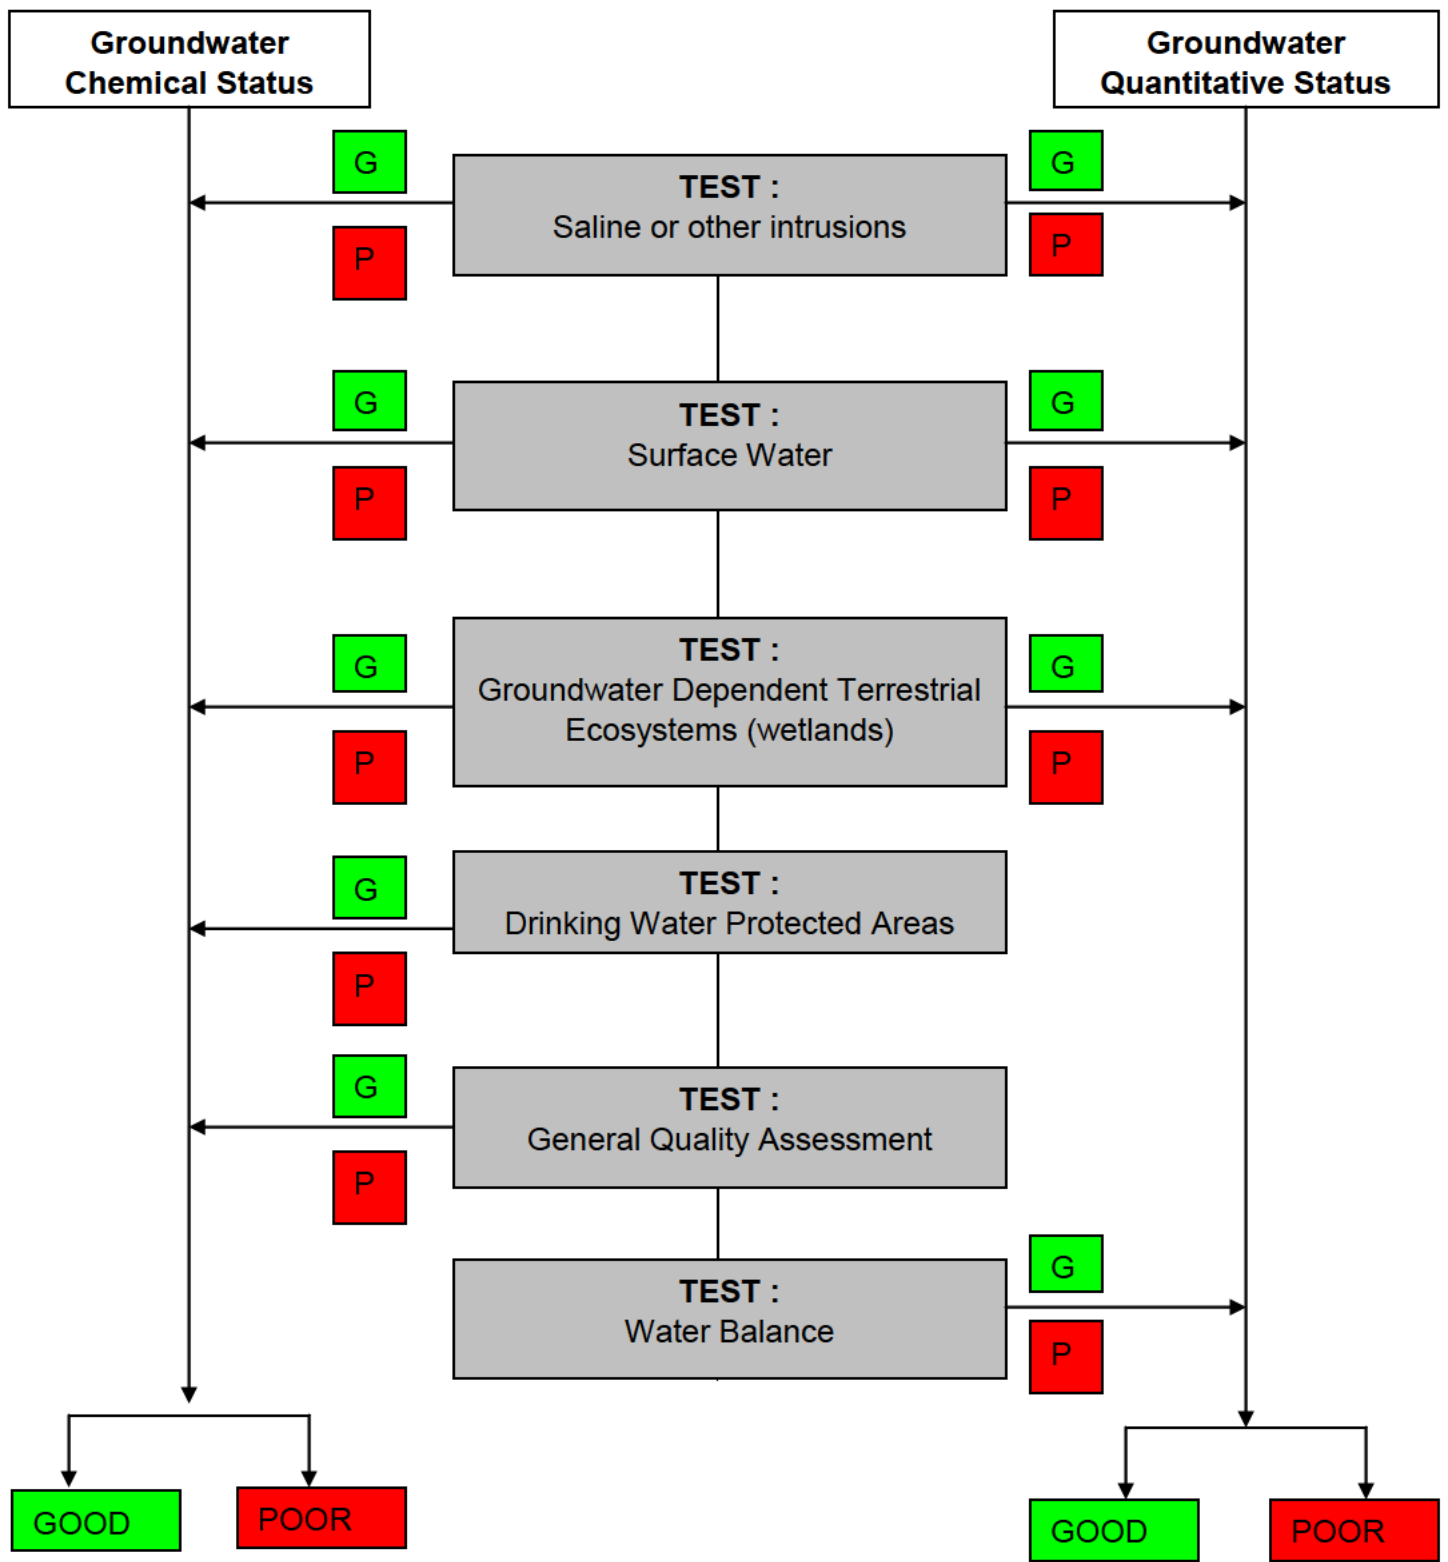 Groundwater
Chemical Status
Groundwater
Quantitative Status
G
P
TEST :
Saline or other intrusions
G
P
G
P
TEST :
Surface Water
G
P
G
P
TEST :
Groundwater Dependent Terrestrial
Ecosystems (wetlands)
G
P
G
P
TEST :
Drinking Water Protected Areas
G
P
TEST :
General Quality Assessment
TEST :
Water Balance
G
P
GOOD
POOR
GOOD
POOR